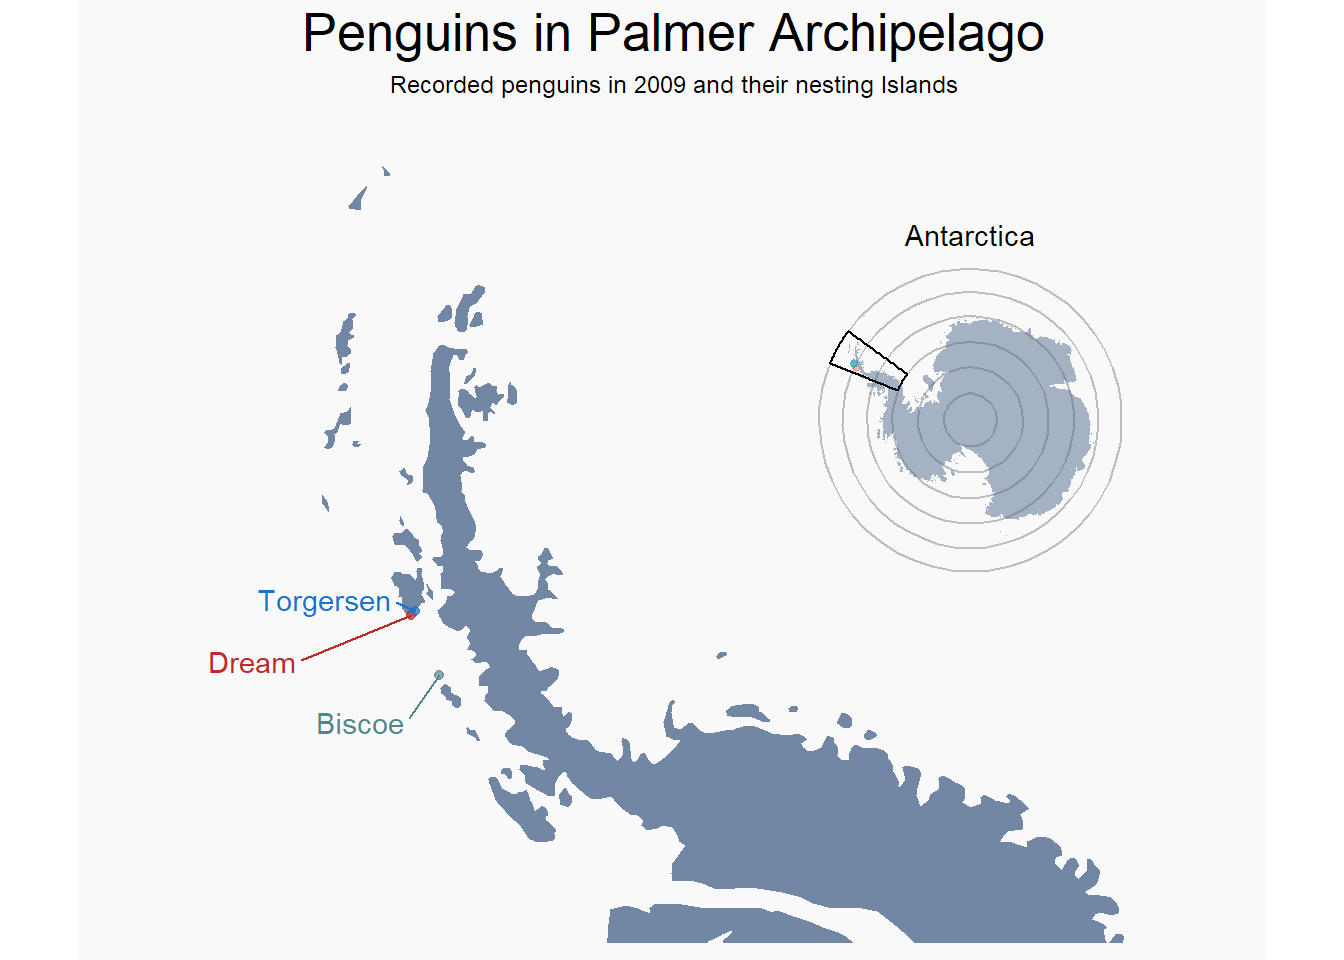 Penguins in Palmer Archipelago
Recorded penguins in 2009 and their nesting Islands
Antarctica
Torgersen
Dream
Biscoe